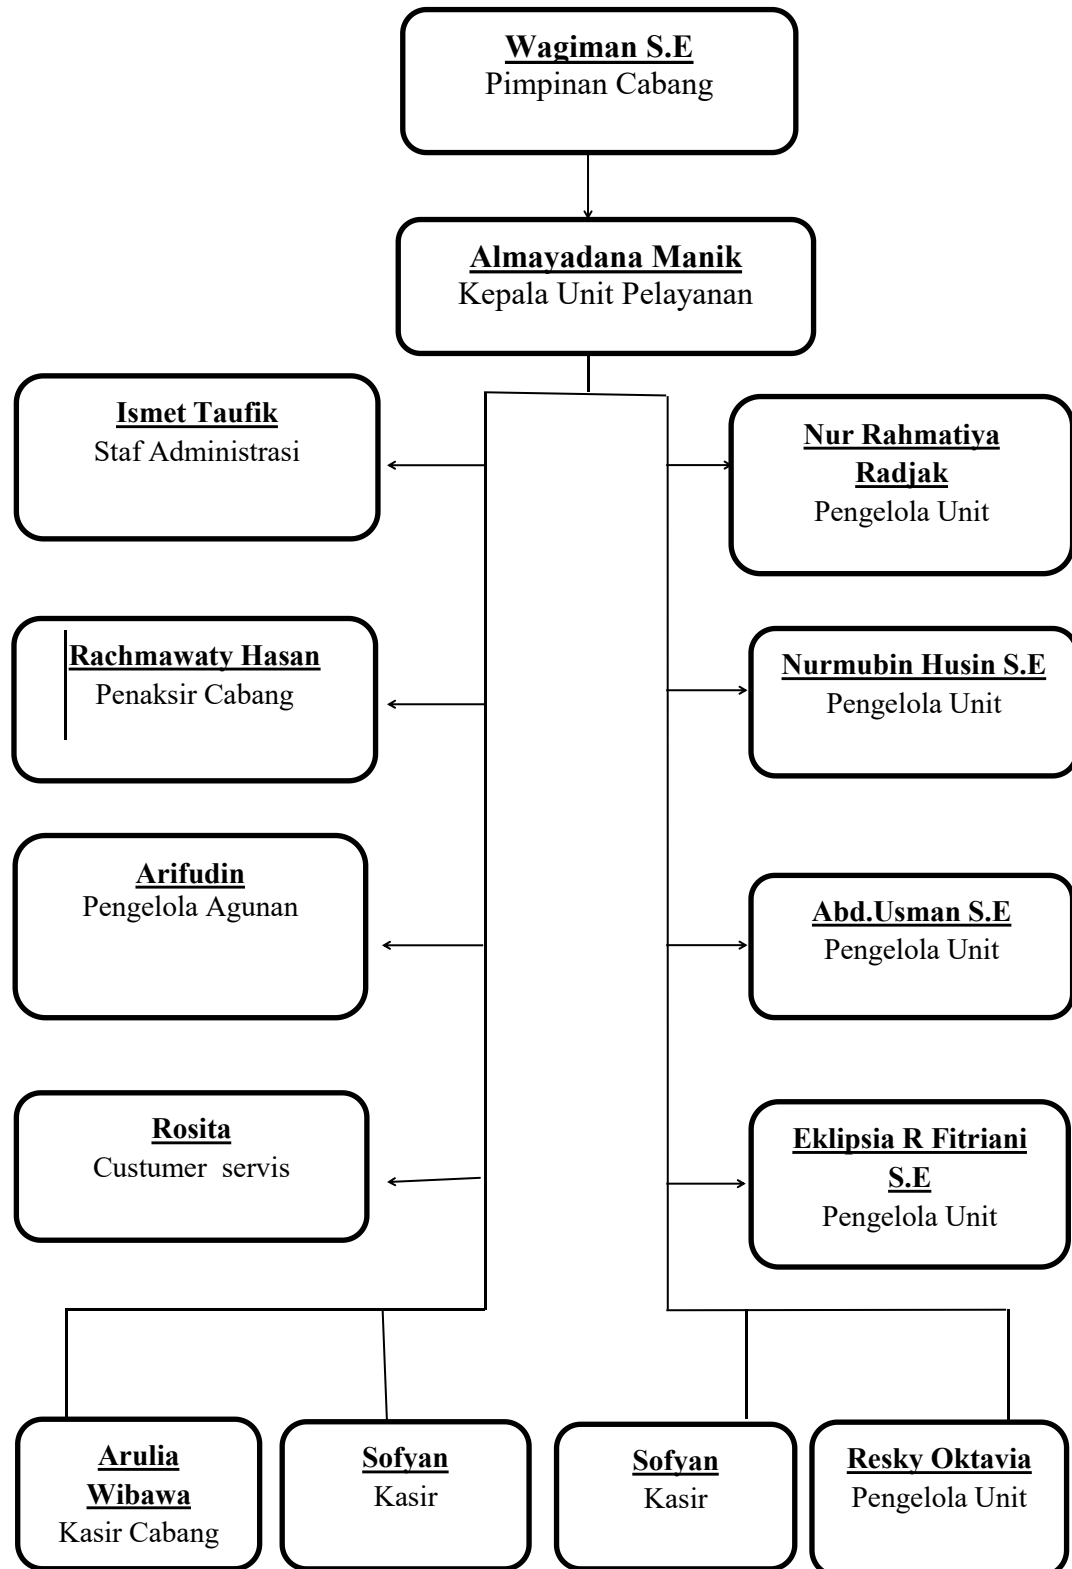 Wagiman S.E
Pimpinan Cabang
Almayadana Manik
Kepala Unit Pelayanan
Ismet Taufik
Staf Administrasi
Nur Rahmatiya
Radjak
Pengelola Unit
Rachmawaty Hasan
Penaksir Cabang
Nurmubin Husin S.E
Pengelola Unit
Arifudin
Pengelola Agunan
Abd.Usman S.E
Pengelola Unit
Rosita
Custumer  servis
Eklipsia R Fitriani
S.E
Pengelola Unit
Arulia
Wibawa
Kasir Cabang
Sofyan
Kasir
Sofyan
Kasir
Resky Oktavia
Pengelola Unit